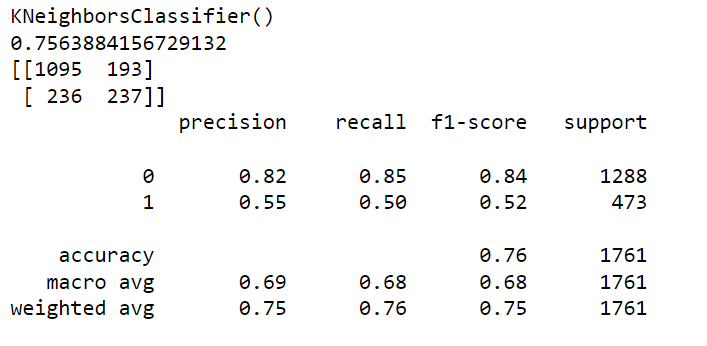 KNeighborsClassifier()
0.7563884156729132
[[1095  193]
 [ 236  237]]
              precision    recall  f1-score   support

           0       0.82      0.85      0.84      1288
           1       0.55      0.50      0.52       473

    accuracy                           0.76      1761
   macro avg       0.69      0.68      0.68      1761
weighted avg       0.75      0.76      0.75      1761